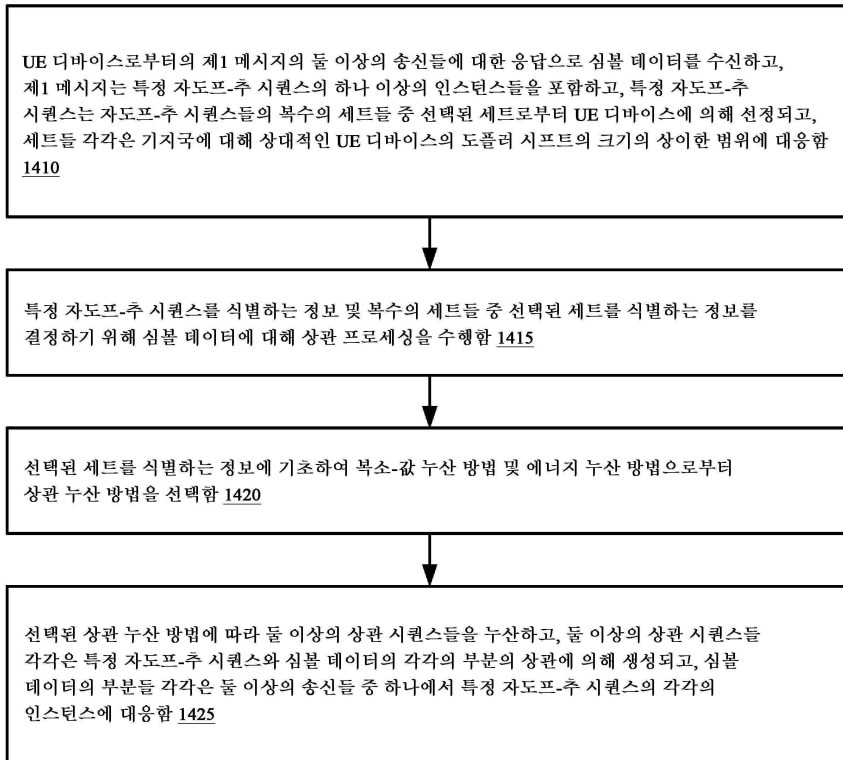 UE 디바이스로부터의 제1 메시지의 둘 이상의 송신들에 대한 응답으로 심볼 데이터를 수신하고,
제1 메시지는 특정 자도프-추 시퀀스의 하나 이상의 인스턴스들을 포함하고, 특정 자도프-추
시퀀스는 자도프-추 시퀀스들의 복수의 세트들 중 선택된 세트로부터 UE 디바이스에 의해 선정되고,
세트들 각각은 기지국에 대해 상대적인 UE 디바이스의 도플러 시프트의 크기의 상이한 범위에 대응함
1410
특정 자도프-추 시퀀스를 식별하는 정보 및 복수의 세트들 중 선택된 세트를 식별하는 정보를
결정하기 위해 심볼 데이터에 대해 상관 프로세싱을 수행함 1415
선택된 세트를 식별하는 정보에 기초하여 복소-값 누산 방법 및 에너지 누산 방법으로부터
상관 누산 방법을 선택함 1420
선택된 상관 누산 방법에 따라 둘 이상의 상관 시퀀스들을 누산하고, 둘 이상의 상관 시퀀스들
각각은 특정 자도프-추 시퀀스와 심볼 데이터의 각각의 부분의 상관에 의해 생성되고, 심볼
데이터의 부분들 각각은 둘 이상의 송신들 중 하나에서 특정 자도프-추 시퀀스의 각각의
인스턴스에 대응함 1425